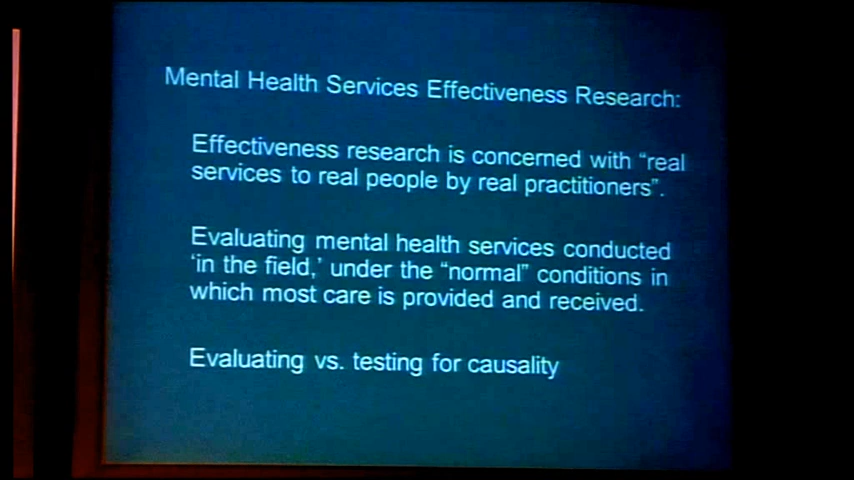 Mental Health Services Effectiveness Research:
Effectiveness research is concerned with “real
services to real people by real practitioners”.
Evaluating mental health services conducted
‘in the field,’ under the “normal” conditions in
which most care is provided and received.
Evaluating vs. testing for causality